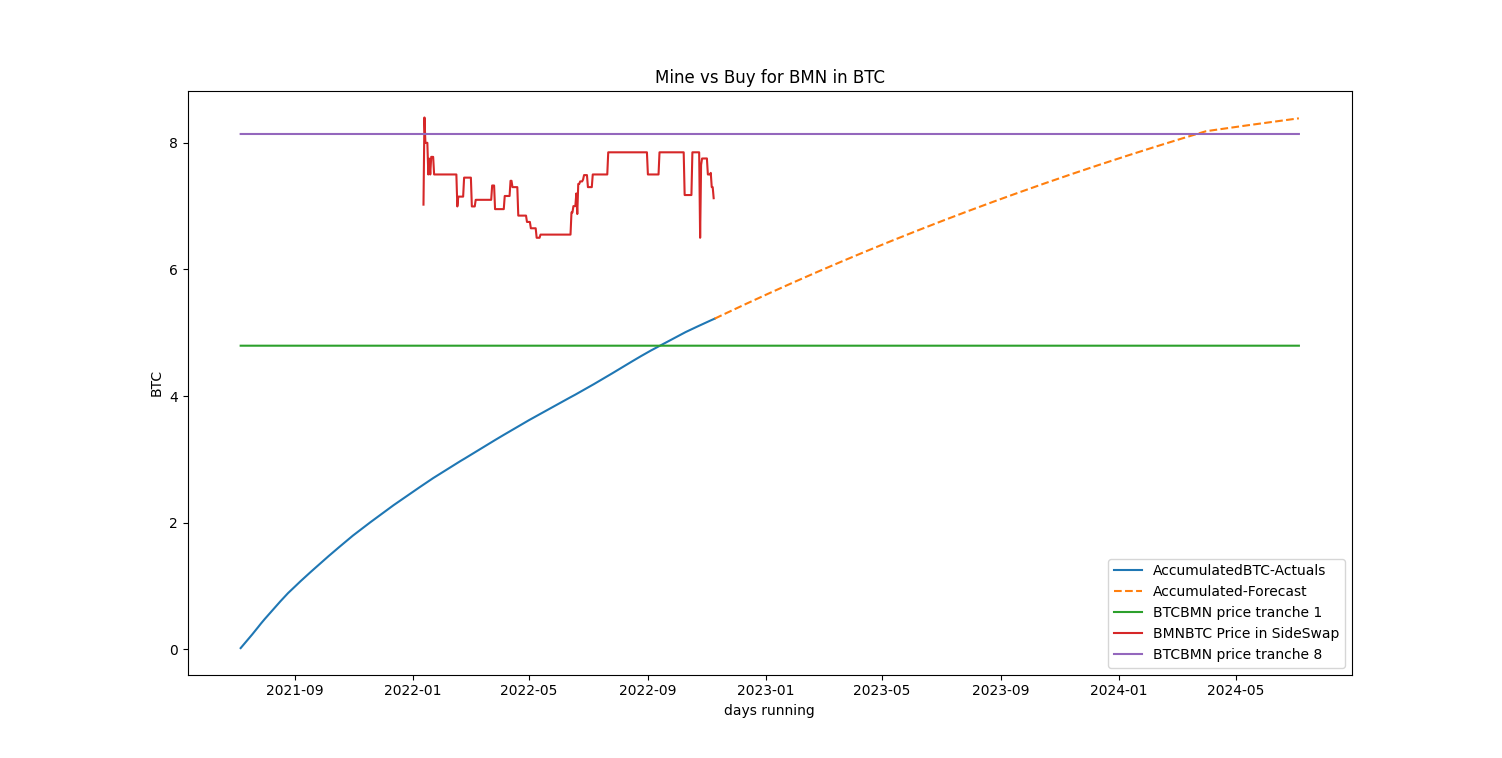 Mine vs Buy for BMN in BTC
8
6
4
2
0
BTC
2021-09 2022-01 2022-05 2022-09 2023-01 2023-05 2023-09 2024-01 2024-05
days running
AccumulatedBTC-Actuals
Accumulated-Forecast
BTCBMN price tranche 1
BMNBTC Price in SideSwap
BTCBMN price tranche 8